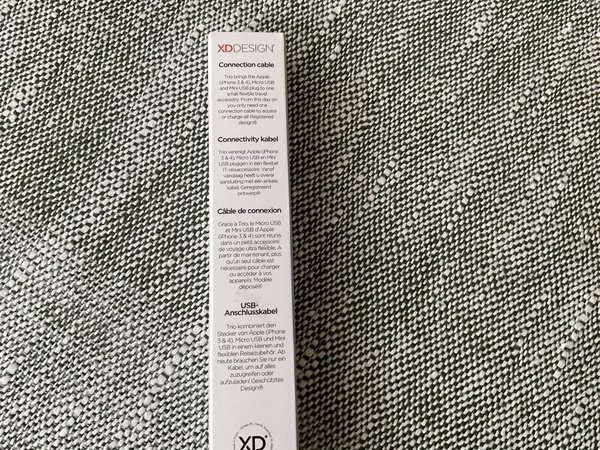 XDDESIGN®
Connection cable
Trio brings the Apple
(iPhone 3 & 4), Micro USB
and Mini USB plug to one
small flexible travel
accessory. From this day on
you only need one
connection cable to access
or charge all! Registered
design®
Connectivity kabel
Trio verenigt Apple (iPhone
3 & 4), Micro USB en Mini
USB pluggen in één flexibel
IT-reisaccessoire. Vanaf
vandaag heeft u overal
aansluiting met één enkele
kabel. Geregistreerd
ontwerp®
Câble de connexion
Grace à Trio, le Micro USB
et Mini USB d'Apple
(iPhone 3 & 4) sont réunis
dans un petit accessoire
de voyage ultra flexible. A
partir de maintenant, plus
qu'un seul câble est
nécessaire pour charger
ou accéder à vos
appareils. Modèle
déposé®
USB-
Anschlusskabel
Trio kombiniert den
Stecker von Apple (iPhone
3 & 4), Micro USB und Mini
USB in einem kleinen und
flexiblen Reisezubehör. Ab
heute brauchen Sie nur ein
Kabel, um auf alles
zuzugreifen oder
aufzuladen! Geschütztes
Design®
XD